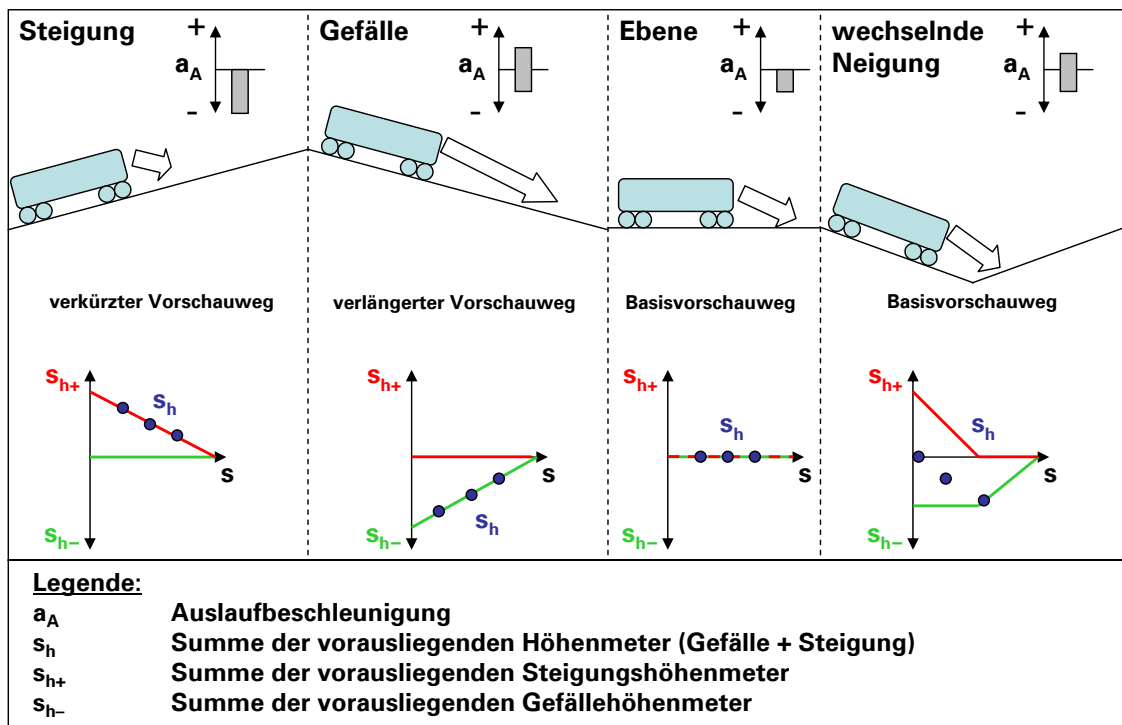 Steigung
+
a_A
-
Gefälle
+
a_A
-
Ebene
+
a_A
-
wechselnde
Neigung
+
a_A
-
verkürzter Vorschauweg
verlängerter Vorschauweg
Basisvorschauweg
Basisvorschauweg
s_h+
s_h
s
s_h–
s_h+
s
s_h
s_h–
s_h+
s_h
s
s_h–
s_h+
s_h
s
s_h–
Legende:
a_A Auslaufbeschleunigung
s_h Summe der vorausliegenden Höhenmeter (Gefälle + Steigung)
s_h+ Summe der vorausliegenden Steigungshöhenmeter
s_h– Summe der vorausliegenden Gefällehöhenmeter